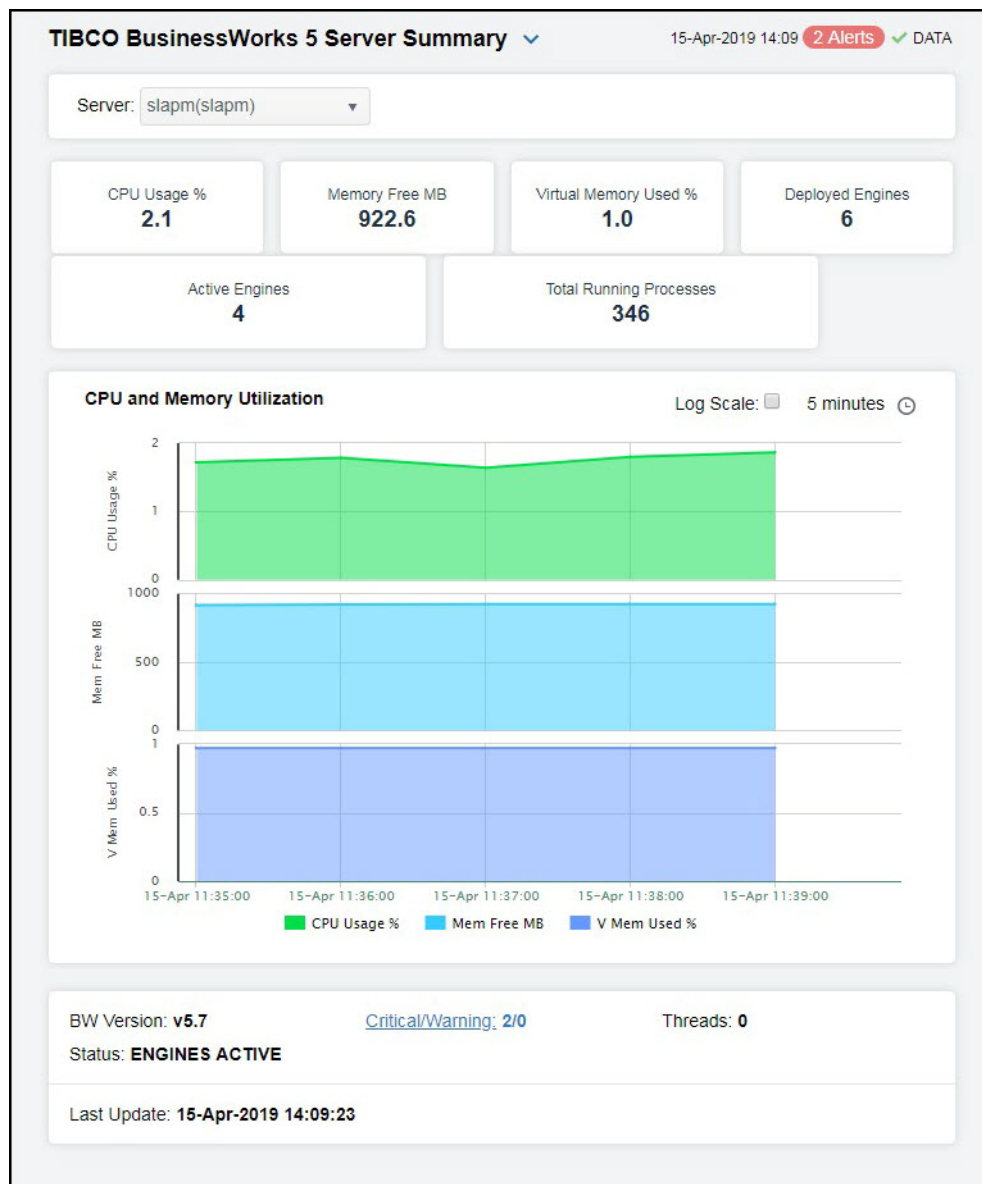 TIBCO BusinessWorks 5 Server Summary 15-Apr-2019 14:09 2 Alerts DATA
Server: slapm(slapm)
CPU Usage % Memory Free MB Virtual Memory Used % Deployed Engines
2.1 922.6 1.0 6
Active Engines Total Running Processes
4 346
CPU and Memory Utilization Log Scale: 5 minutes
CPU Usage %
2
1
0
Mem Free MB
1000
500
0
V Mem Used %
1
0.5
0
15-Apr 11:35:00 15-Apr 11:36:00 15-Apr 11:37:00 15-Apr 11:38:00 15-Apr 11:39:00
CPU Usage % Mem Free MB V Mem Used %
BW Version: v5.7 Critical/Warning: 2/0 Threads: 0
Status: ENGINES ACTIVE
Last Update: 15-Apr-2019 14:09:23